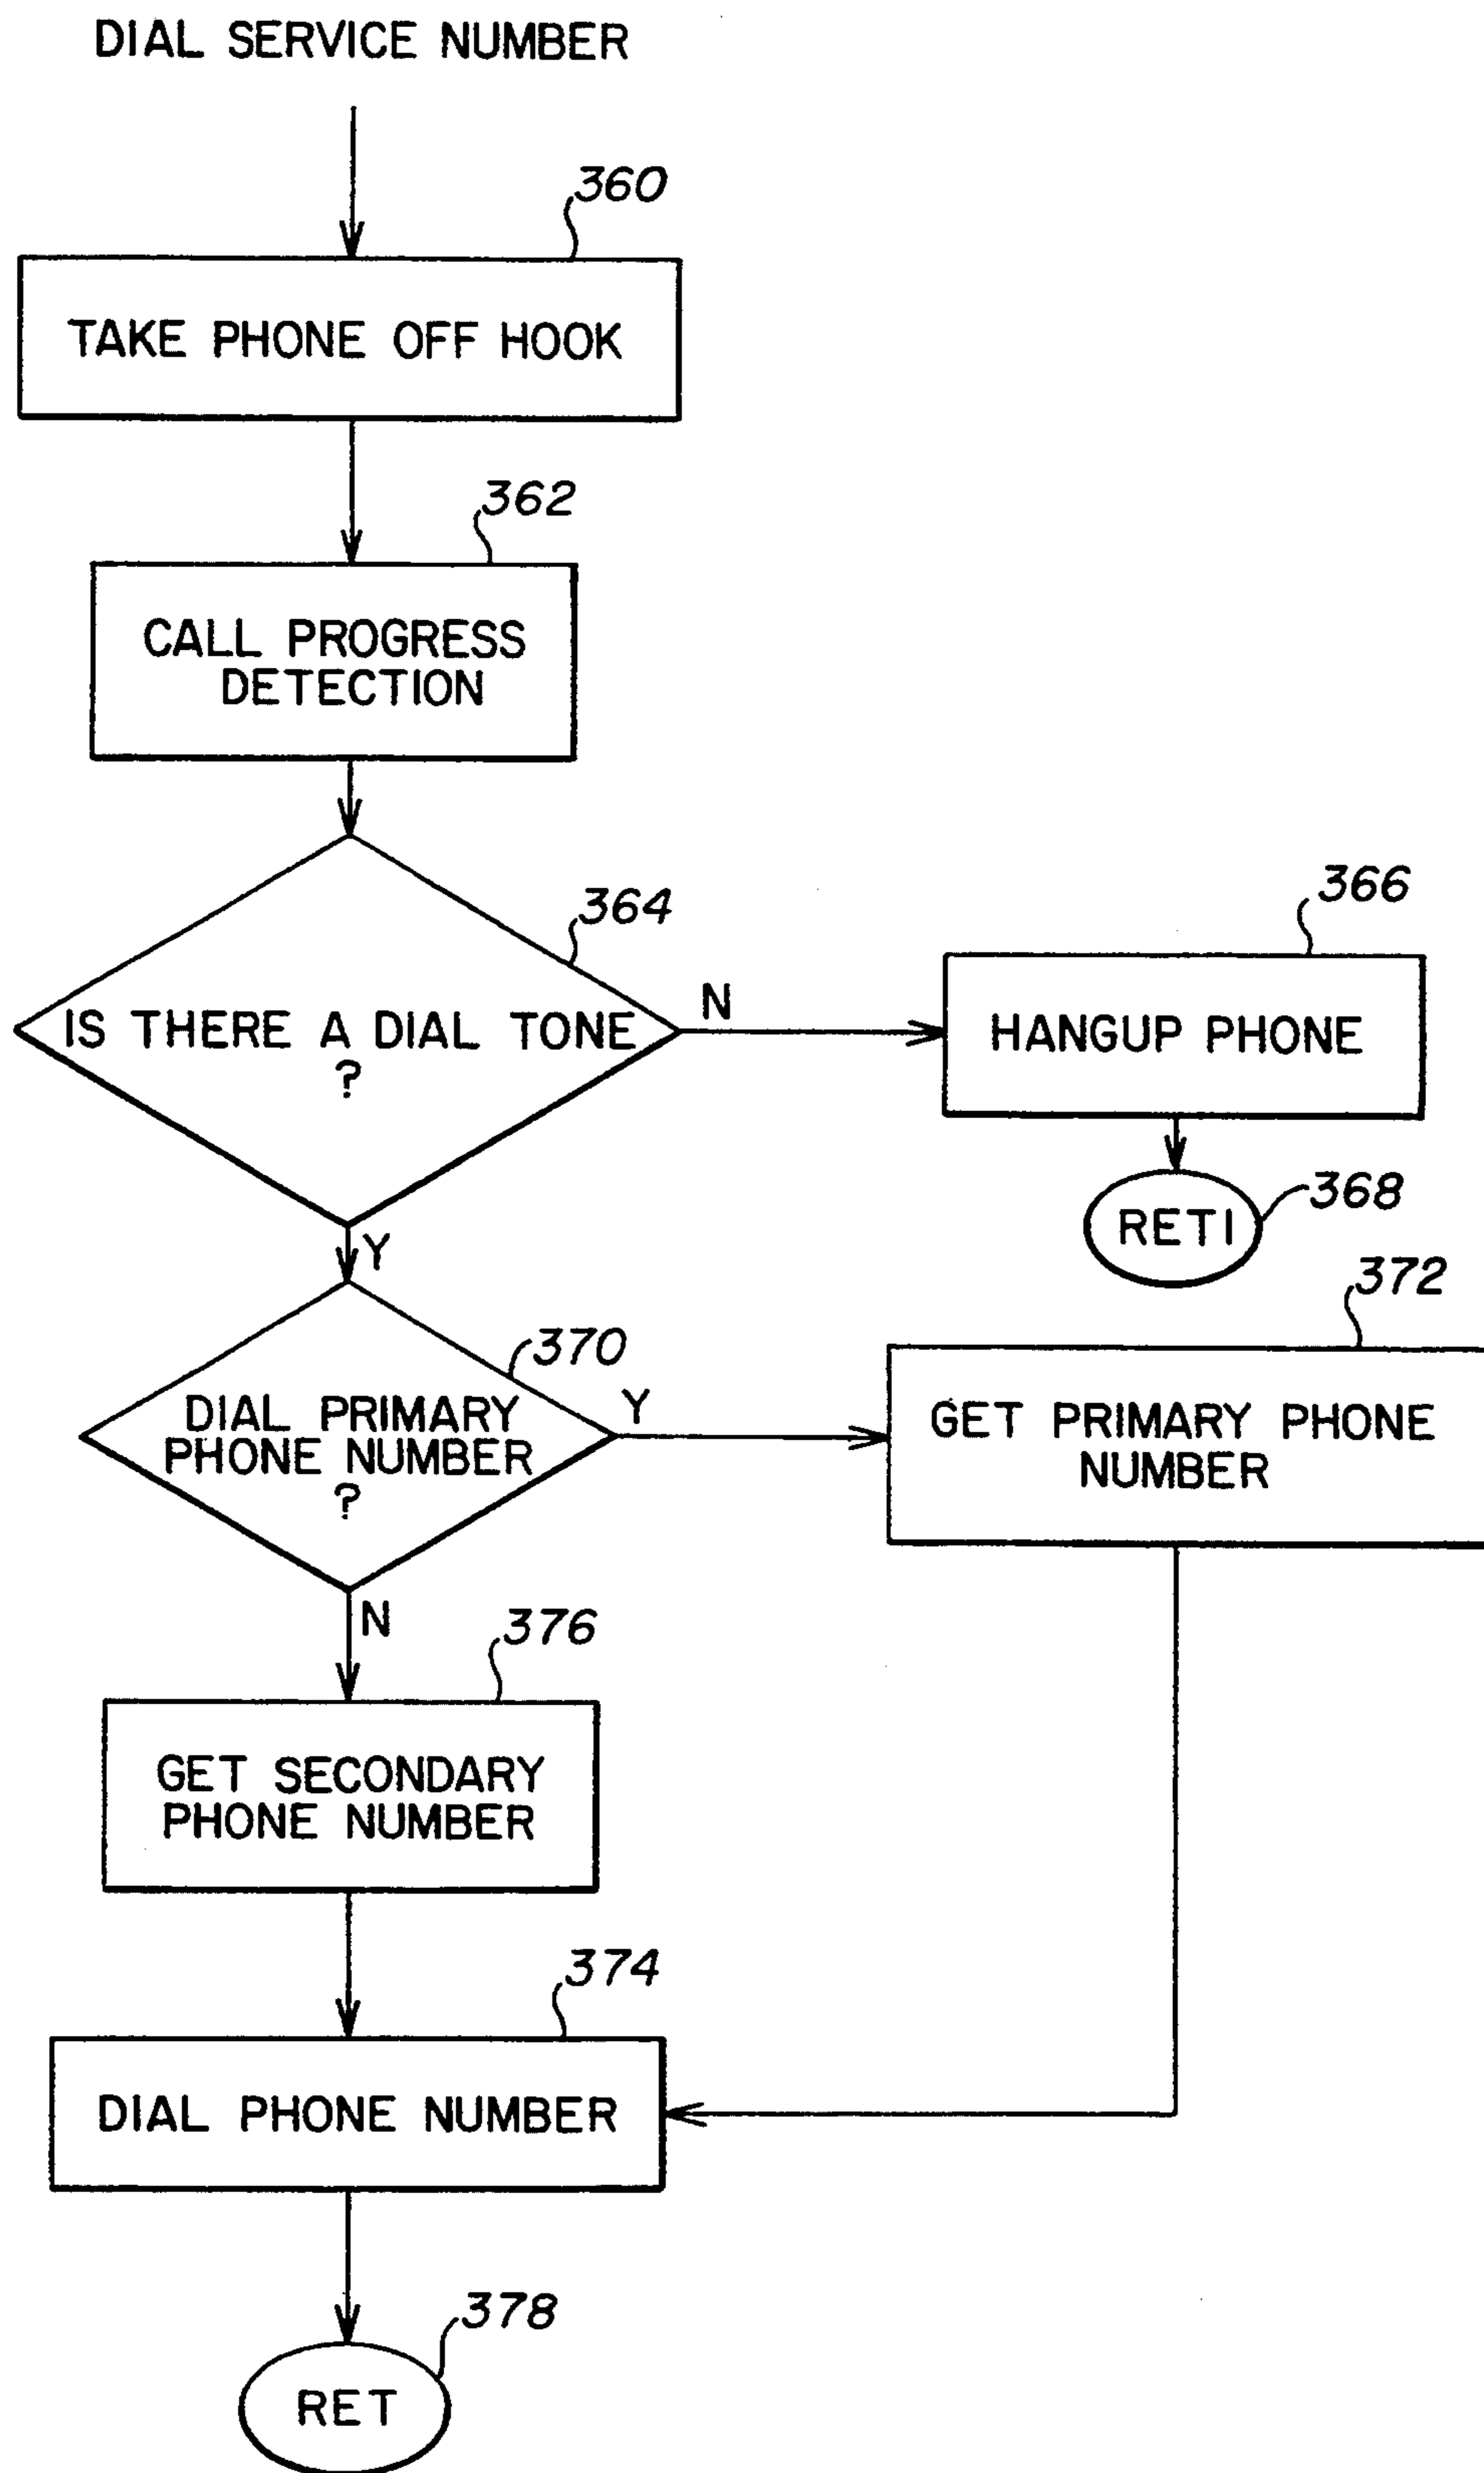 DIAL SERVICE NUMBER
360
TAKE PHONE OFF HOOK
362
CALL PROGRESS
DETECTION
364
IS THERE A DIAL TONE
?
N
366
HANGUP PHONE
RET1
368
Y
370
DIAL PRIMARY
PHONE NUMBER
?
Y
372
GET PRIMARY PHONE
NUMBER
N
376
GET SECONDARY
PHONE NUMBER
374
DIAL PHONE NUMBER
378
RET